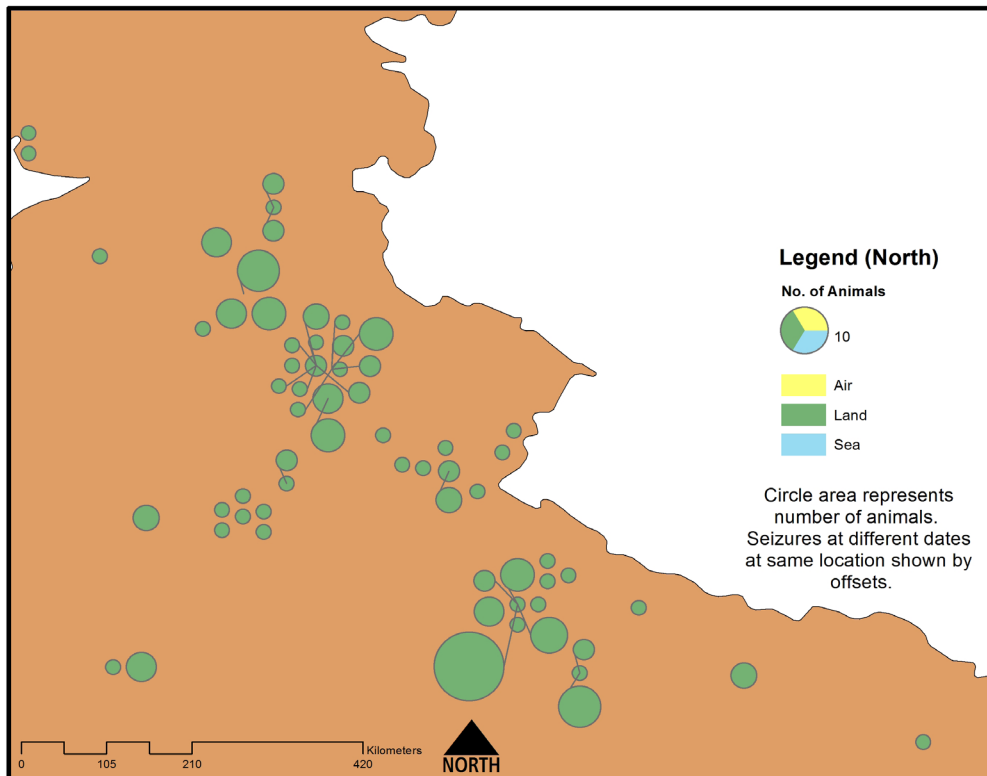 Legend (North)
No. of Animals
10
Air
Land
Sea
Circle area represents
number of animals.
Seizures at different dates
at same location shown by
offsets.
Kilometers
0 105 210 420
NORTH